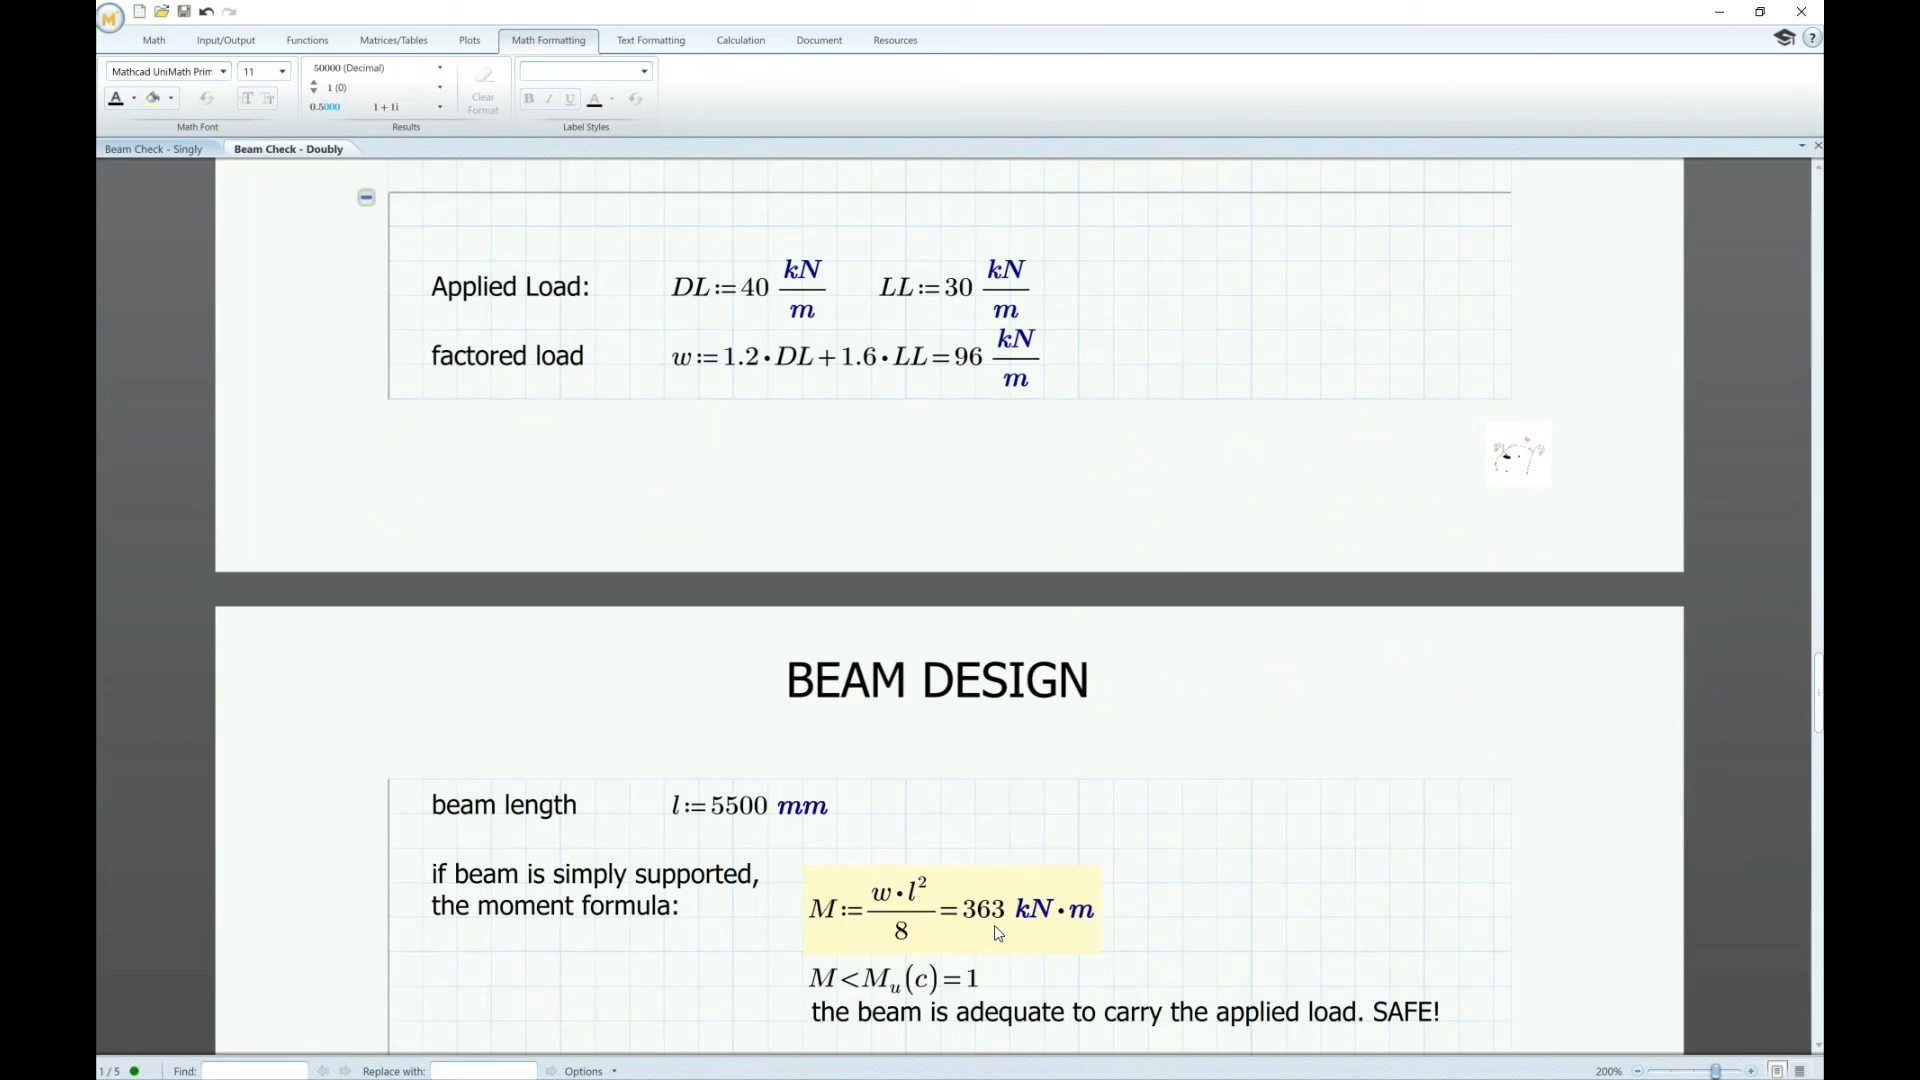 Math Input/Output Functions Matrices/Tables Plots Math Formatting Text Formatting Calculation Document Resources
Mathcad UniMath Prim 11
50000 (Decimal)
1 (0)
0.5000 1 + 1i
Clear
Format
B I U A
Math Font Results Label Styles
Beam Check - Singly Beam Check - Doubly
Applied Load: DL:=40 kN/m LL:=30 kN/m
factored load w:=1.2•DL+1.6•LL=96 kN/m
BEAM DESIGN
beam length l:=5500 mm
if beam is simply supported,
the moment formula: M:=w•l²/8=363 kN•m
M<Mᵤ(c)=1
the beam is adequate to carry the applied load. SAFE!
1 / 5 Find: Replace with: Options 200%